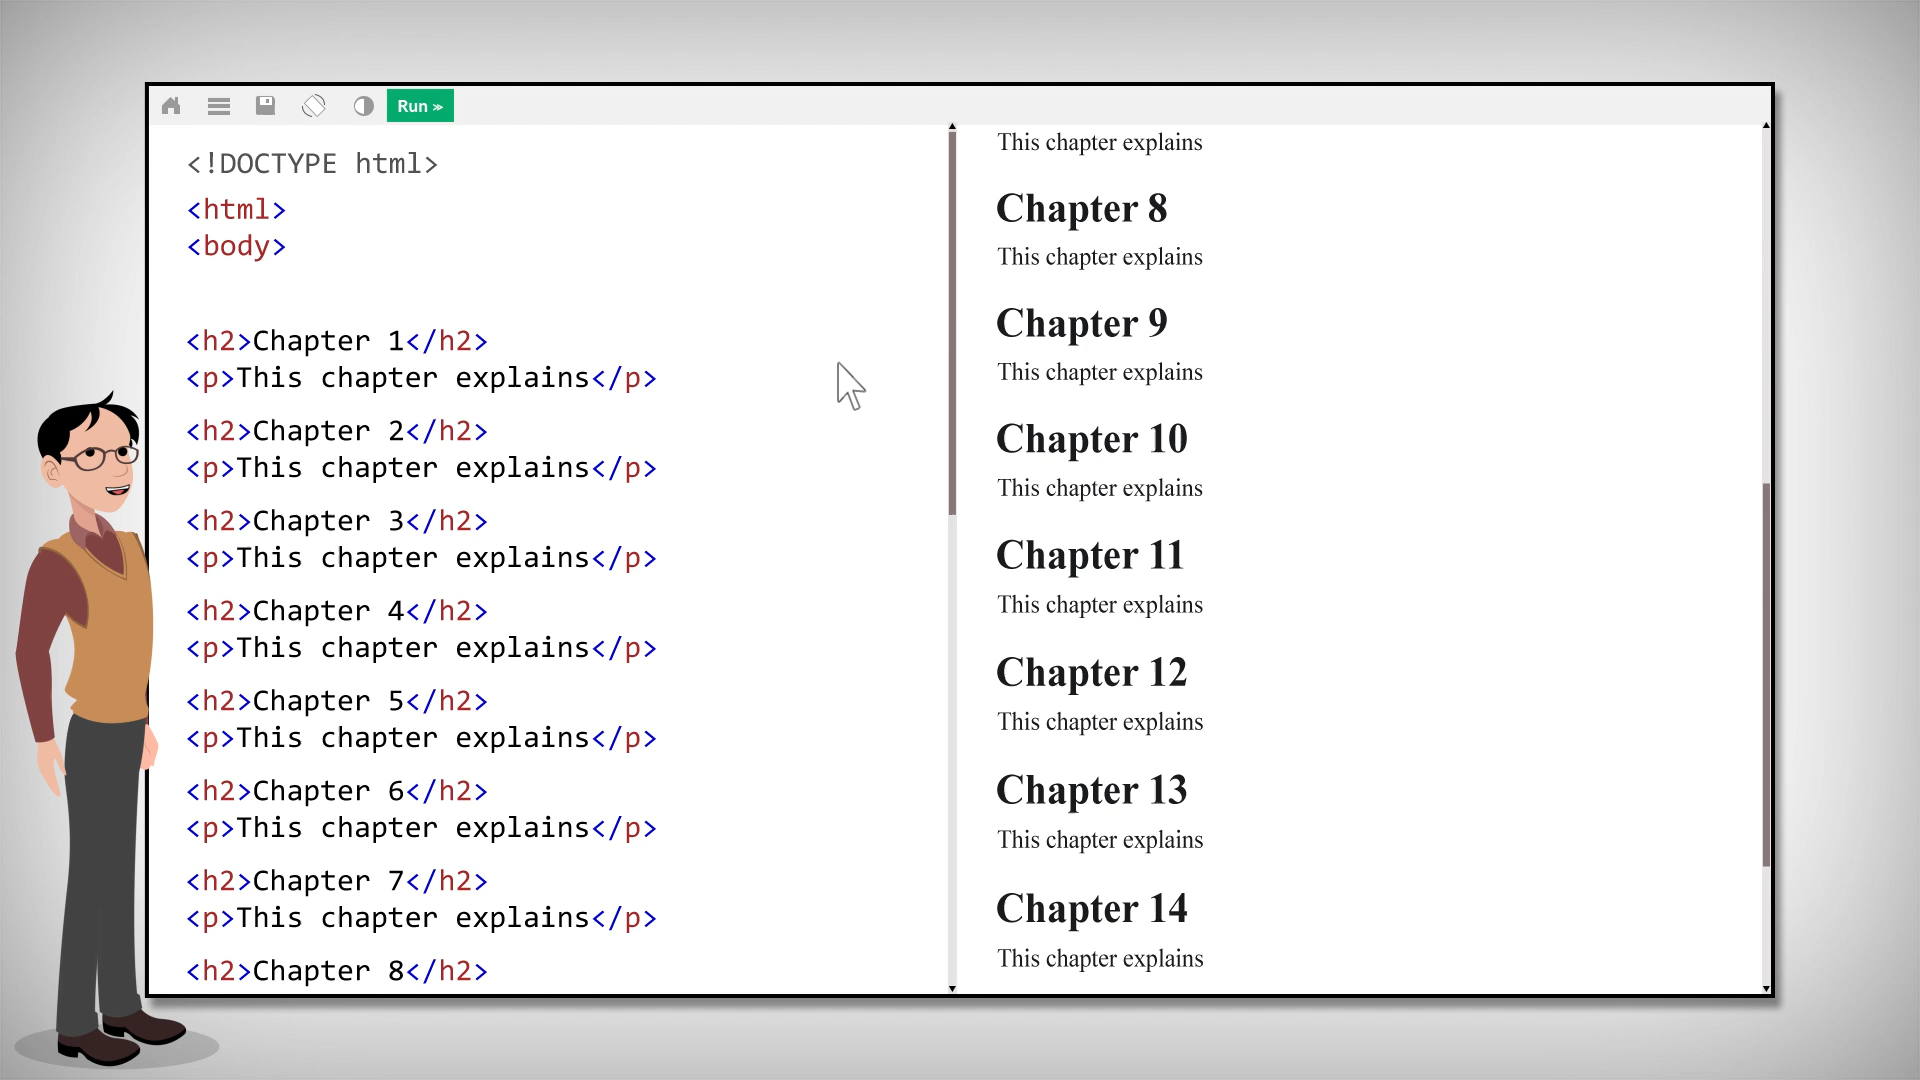 Run »
<!DOCTYPE html>
<html>
<body>
<h2>Chapter 1</h2>
<p>This chapter explains</p>
<h2>Chapter 2</h2>
<p>This chapter explains</p>
<h2>Chapter 3</h2>
<p>This chapter explains</p>
<h2>Chapter 4</h2>
<p>This chapter explains</p>
<h2>Chapter 5</h2>
<p>This chapter explains</p>
<h2>Chapter 6</h2>
<p>This chapter explains</p>
<h2>Chapter 7</h2>
<p>This chapter explains</p>
<h2>Chapter 8</h2>
This chapter explains
Chapter 8
This chapter explains
Chapter 9
This chapter explains
Chapter 10
This chapter explains
Chapter 11
This chapter explains
Chapter 12
This chapter explains
Chapter 13
This chapter explains
Chapter 14
This chapter explains